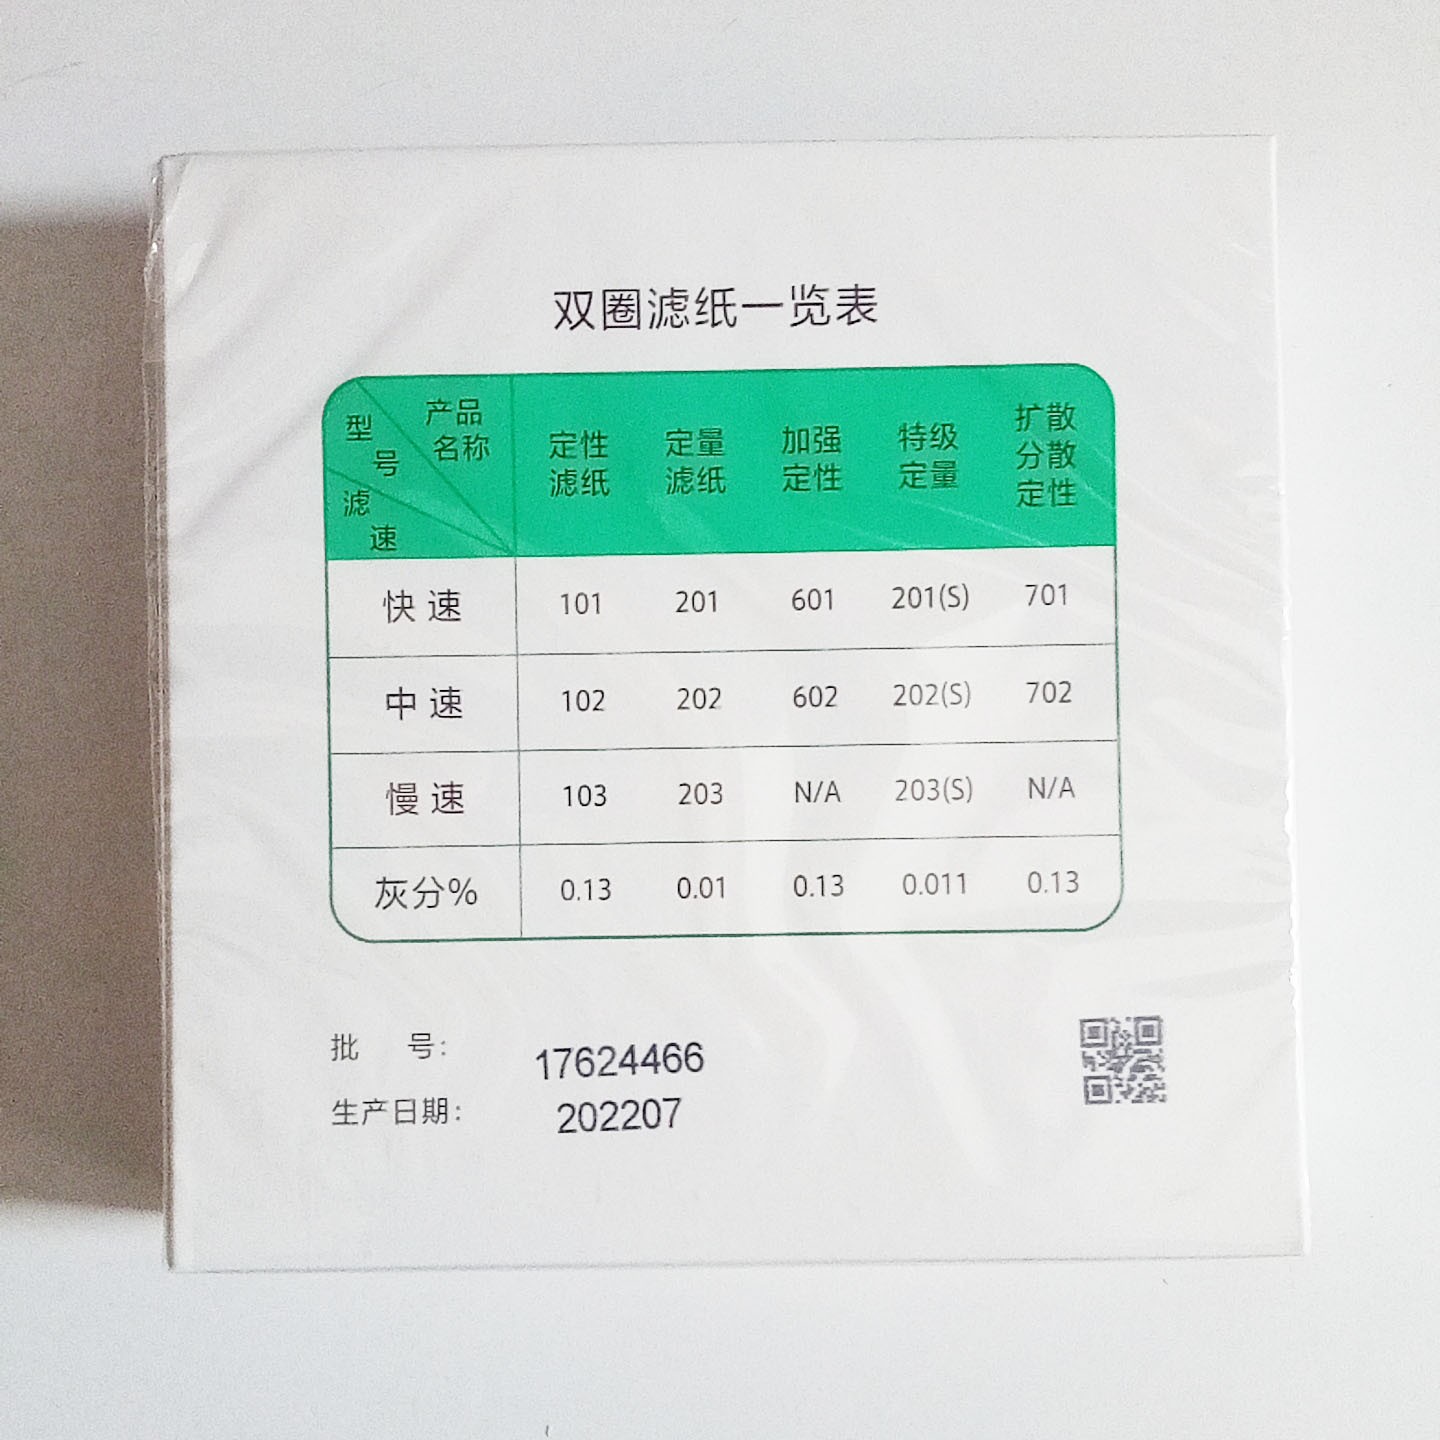 双圈滤纸一览表
型号 产品名称 滤速 定性滤纸 定量滤纸 加强定性 特级定量 扩散分散定性
快速 101 201 601 201(S) 701
中速 102 202 602 202(S) 702
慢速 103 203 N/A 203(S) N/A
灰分% 0.13 0.01 0.13 0.011 0.13
批 号: 17624466
生产日期: 202207